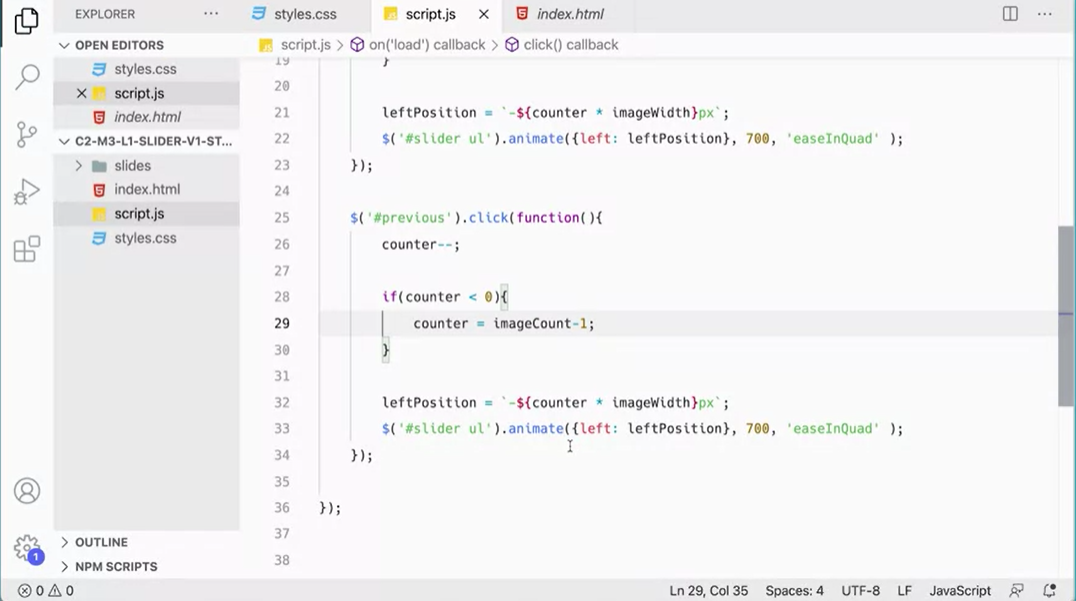 EXPLORER
styles.css
script.js
index.html
OPEN EDITORS
styles.css
script.js
index.html
C2-M3-L1-SLIDER-V1-ST...
slides
index.html
script.js
styles.css
OUTLINE
NPM SCRIPTS
script.js > on('load') callback > click() callback
19 }
20
21 leftPosition = `-${counter * imageWidth}px`;
22 $('#slider ul').animate({left: leftPosition}, 700, 'easeInQuad' );
23 });
24
25 $('#previous').click(function(){
26 counter--;
27
28 if(counter < 0){
29 counter = imageCount-1;
30 }
31
32 leftPosition = `-${counter * imageWidth}px`;
33 $('#slider ul').animate({left: leftPosition}, 700, 'easeInQuad' );
34 });
35
36 });
37
38
1
0 0
Ln 29, Col 35 Spaces: 4 UTF-8 LF JavaScript